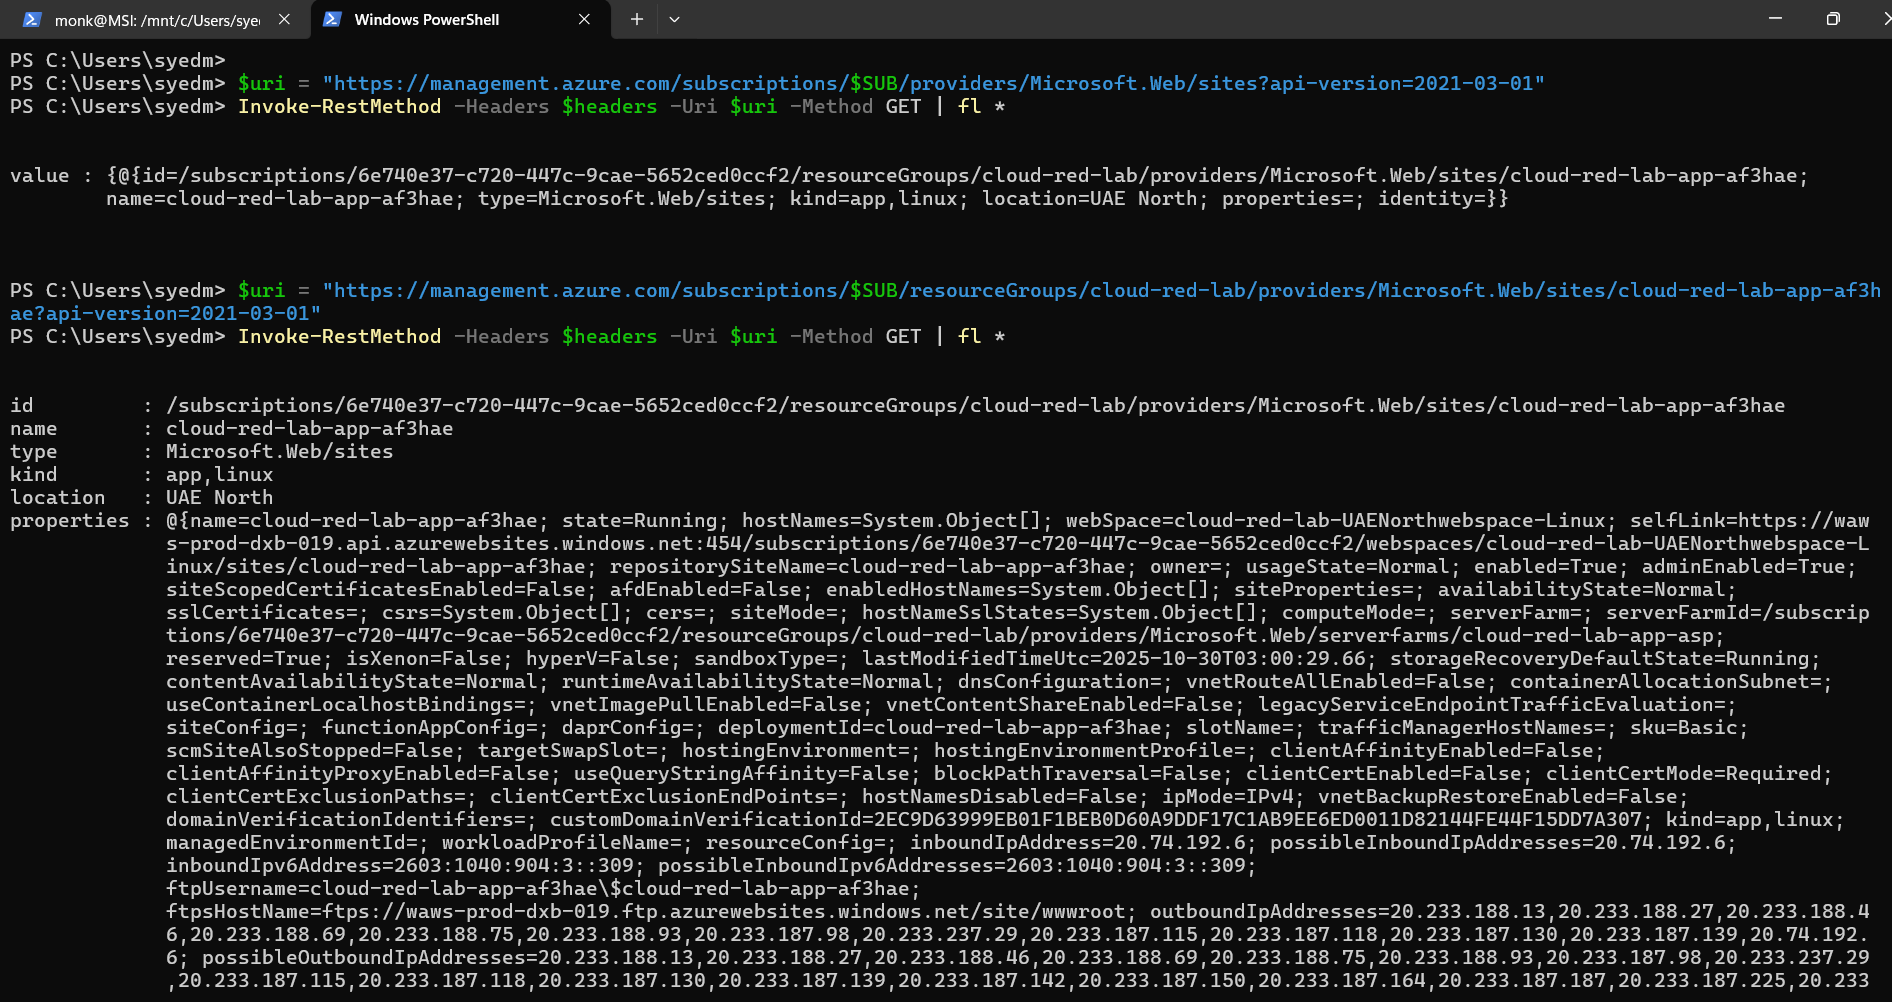 monk@MSI: /mnt/c/Users/sye
Windows PowerShell
PS C:\Users\syedm>
PS C:\Users\syedm> $uri = "https://management.azure.com/subscriptions/$SUB/providers/Microsoft.Web/sites?api-version=2021-03-01"
PS C:\Users\syedm> Invoke-RestMethod -Headers $headers -Uri $uri -Method GET | fl *
value : {@{id=/subscriptions/6e740e37-c720-447c-9cae-5652ced0ccf2/resourceGroups/cloud-red-lab/providers/Microsoft.Web/sites/cloud-red-lab-app-af3hae;
name=cloud-red-lab-app-af3hae; type=Microsoft.Web/sites; kind=app,linux; location=UAE North; properties=; identity=}}
PS C:\Users\syedm> $uri = "https://management.azure.com/subscriptions/$SUB/resourceGroups/cloud-red-lab/providers/Microsoft.Web/sites/cloud-red-lab-app-af3h
ae?api-version=2021-03-01"
PS C:\Users\syedm> Invoke-RestMethod -Headers $headers -Uri $uri -Method GET | fl *
id : /subscriptions/6e740e37-c720-447c-9cae-5652ced0ccf2/resourceGroups/cloud-red-lab/providers/Microsoft.Web/sites/cloud-red-lab-app-af3hae
name : cloud-red-lab-app-af3hae
type : Microsoft.Web/sites
kind : app,linux
location : UAE North
properties : @{name=cloud-red-lab-app-af3hae; state=Running; hostNames=System.Object[]; webSpace=cloud-red-lab-UAENorthwebspace-Linux; selfLink=https://waw
s-prod-dxb-019.api.azurewebsites.windows.net:454/subscriptions/6e740e37-c720-447c-9cae-5652ced0ccf2/webspaces/cloud-red-lab-UAENorthwebspace-L
inux/sites/cloud-red-lab-app-af3hae; repositorySiteName=cloud-red-lab-app-af3hae; owner=; usageState=Normal; enabled=True; adminEnabled=True;
siteScopedCertificatesEnabled=False; afdEnabled=False; enabledHostNames=System.Object[]; siteProperties=; availabilityState=Normal;
sslCertificates=; csrs=System.Object[]; cers=; siteMode=; hostNameSslStates=System.Object[]; computeMode=; serverFarm=; serverFarmId=/subscrip
tions/6e740e37-c720-447c-9cae-5652ced0ccf2/resourceGroups/cloud-red-lab/providers/Microsoft.Web/serverfarms/cloud-red-lab-app-asp;
reserved=True; isXenon=False; hyperV=False; sandboxType=; lastModifiedTimeUtc=2025-10-30T03:00:29.66; storageRecoveryDefaultState=Running;
contentAvailabilityState=Normal; runtimeAvailabilityState=Normal; dnsConfiguration=; vnetRouteAllEnabled=False; containerAllocationSubnet=;
useContainerLocalhostBindings=; vnetImagePullEnabled=False; vnetContentShareEnabled=False; legacyServiceEndpointTrafficEvaluation=;
siteConfig=; functionAppConfig=; daprConfig=; deploymentId=cloud-red-lab-app-af3hae; slotName=; trafficManagerHostNames=; sku=Basic;
scmSiteAlsoStopped=False; targetSwapSlot=; hostingEnvironment=; hostingEnvironmentProfile=; clientAffinityEnabled=False;
clientAffinityProxyEnabled=False; useQueryStringAffinity=False; blockPathTraversal=False; clientCertEnabled=False; clientCertMode=Required;
clientCertExclusionPaths=; clientCertExclusionEndPoints=; hostNamesDisabled=False; ipMode=IPv4; vnetBackupRestoreEnabled=False;
domainVerificationIdentifiers=; customDomainVerificationId=2EC9D63999EB01F1BEB0D60A9DDF17C1AB9EE6ED0011D82144FE44F15DD7A307; kind=app,linux;
managedEnvironmentId=; workloadProfileName=; resourceConfig=; inboundIpAddress=20.74.192.6; possibleInboundIpAddresses=20.74.192.6;
inboundIpv6Address=2603:1040:904:3::309; possibleInboundIpv6Addresses=2603:1040:904:3::309;
ftpUsername=cloud-red-lab-app-af3hae\$cloud-red-lab-app-af3hae;
ftpsHostName=ftps://waws-prod-dxb-019.ftp.azurewebsites.windows.net/site/wwwroot; outboundIpAddresses=20.233.188.13,20.233.188.27,20.233.188.4
6,20.233.188.69,20.233.188.75,20.233.188.93,20.233.187.98,20.233.237.29,20.233.187.115,20.233.187.118,20.233.187.130,20.233.187.139,20.74.192.
6; possibleOutboundIpAddresses=20.233.188.13,20.233.188.27,20.233.188.46,20.233.188.69,20.233.188.75,20.233.188.93,20.233.187.98,20.233.237.29
,20.233.187.115,20.233.187.118,20.233.187.130,20.233.187.139,20.233.187.142,20.233.187.150,20.233.187.164,20.233.187.187,20.233.187.225,20.233